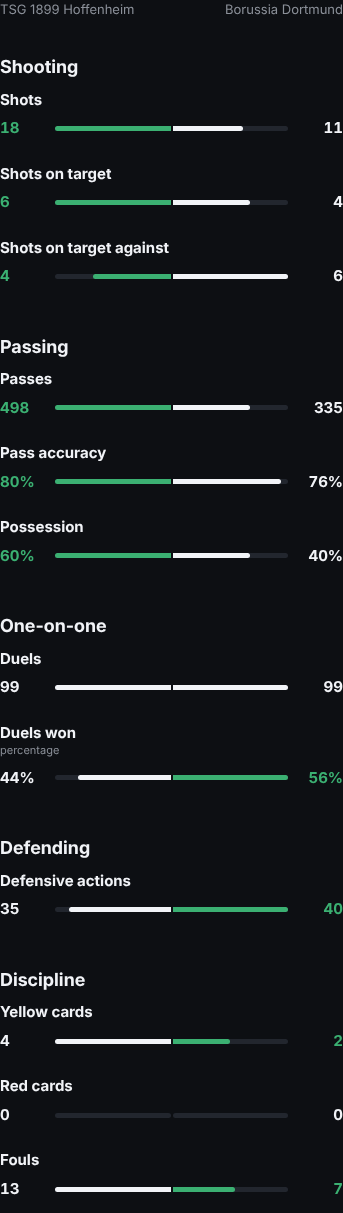 TSG 1899 Hoffenheim Borussia Dortmund
Shooting
Shots
18 11
Shots on target
6 4
Shots on target against
4 6
Passing
Passes
498 335
Pass accuracy
80% 76%
Possession
60% 40%
One-on-one
Duels
99 99
Duels won
percentage
44% 56%
Defending
Defensive actions
35 40
Discipline
Yellow cards
4 2
Red cards
0 0
Fouls
13 7